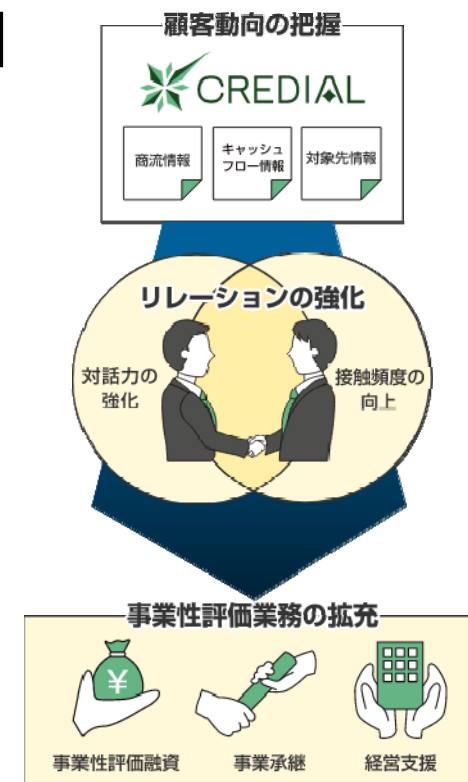 顧客動向の把握
CREDIAL
商流情報
キャッシュ
フロー情報
対象先情報
リレーションの強化
対話力の
強化
接触頻度の
向上
事業性評価業務の拡充
¥
事業性評価融資
事業承継
経営支援